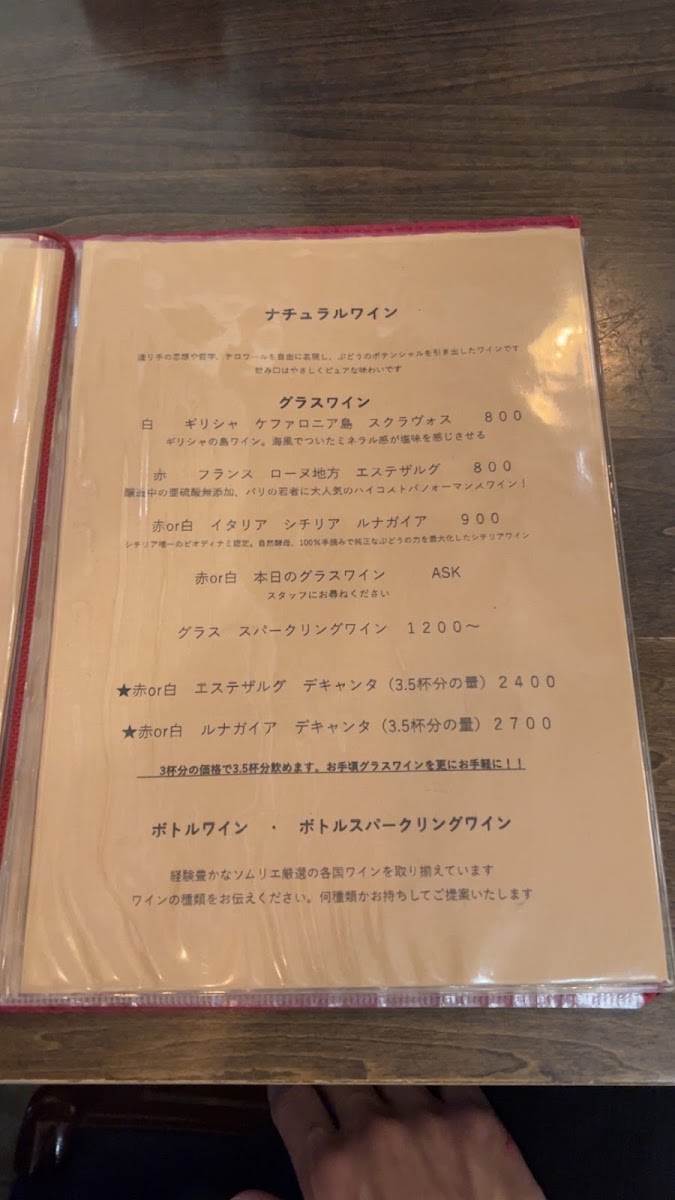 ナチュラルワイン
造り手の思想や哲学、テロワールを自由に表現し、ぶどうのポテンシャルを引き出したワインです
飲み口はやさしくピュアな味わいです
グラスワイン
白　ギリシャ　ケファロニア島　スクラヴォス　８００
ギリシャの島ワイン。海風でついたミネラル感が塩味を感じさせる
赤　フランス　ローヌ地方　エステザルグ　８００
醸造中の亜硫酸無添加、パリの若者に大人気のハイコストパフォーマンスワイン！
赤or白　イタリア　シチリア　ルナガイア　９００
シチリア唯一のビオディナミ認定。自然酵母、100%手摘みで純正なぶどうの力を最大化したシチリアワイン
赤or白　本日のグラスワイン　ASK
スタッフにお尋ねください
グラス　スパークリングワイン　１２００〜
★赤or白　エステザルグ　デキャンタ（3.5杯分の量）２４００
★赤or白　ルナガイア　デキャンタ（3.5杯分の量）２７００
3杯分の価格で3.5杯分飲めます。お手頃グラスワインを更にお手軽に！！
ボトルワイン　・　ボトルスパークリングワイン
経験豊かなソムリエ厳選の各国ワインを取り揃えています
ワインの種類をお伝えください。何種類かお持ちしてご提案いたします